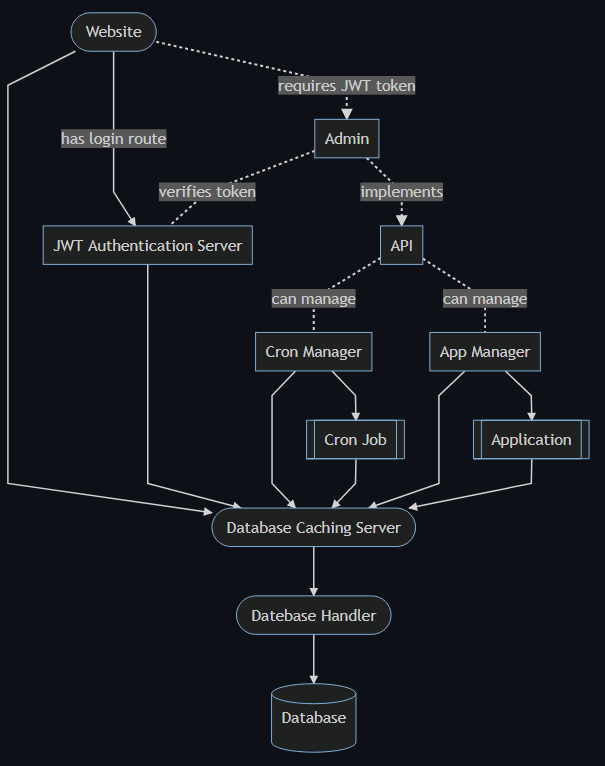 Website
requires JWT token
has login route
Admin
verifies token
implements
JWT Authentication Server
API
can manage
can manage
Cron Manager
App Manager
Cron Job
Application
Database Caching Server
Datebase Handler
Database